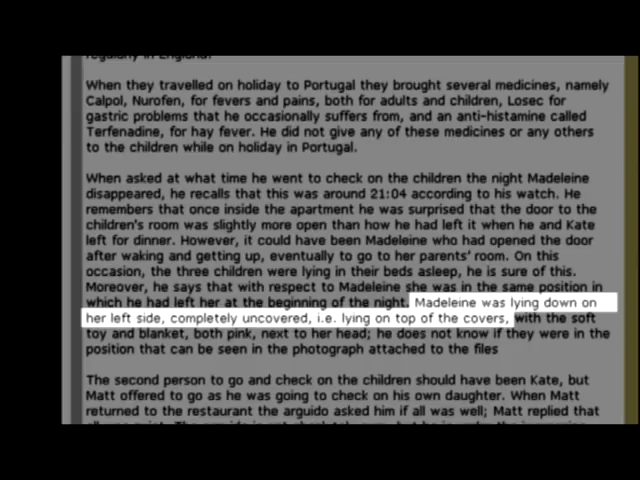 regularly in England.
When they travelled on holiday to Portugal they brought several medicines, namely
Calpol, Nurofen, for fevers and pains, both for adults and children, Losec for
gastric problems that he occasionally suffers from, and an anti-histamine called
Terfenadine, for hay fever. He did not give any of these medicines or any others
to the children while on holiday in Portugal.
When asked at what time he went to check on the children the night Madeleine
disappeared, he recalls that this was around 21:04 according to his watch. He
remembers that once inside the apartment he was surprised that the door to the
children's room was slightly more open than how he had left it when he and Kate
left for dinner. However, it could have been Madeleine who had opened the door
after waking and getting up, eventually to go to her parents' room. On this
occasion, the three children were lying in their beds asleep, he is sure of this.
Moreover, he says that with respect to Madeleine she was in the same position in
which he had left her at the beginning of the night. Madeleine was lying down on
her left side, completely uncovered, i.e. lying on top of the covers, with the soft
toy and blanket, both pink, next to her head; he does not know if they were in the
position that can be seen in the photograph attached to the files
The second person to go and check on the children should have been Kate, but
Matt offered to go as he was going to check on his own daughter. When Matt
returned to the restaurant the arguido asked him if all was well; Matt replied that